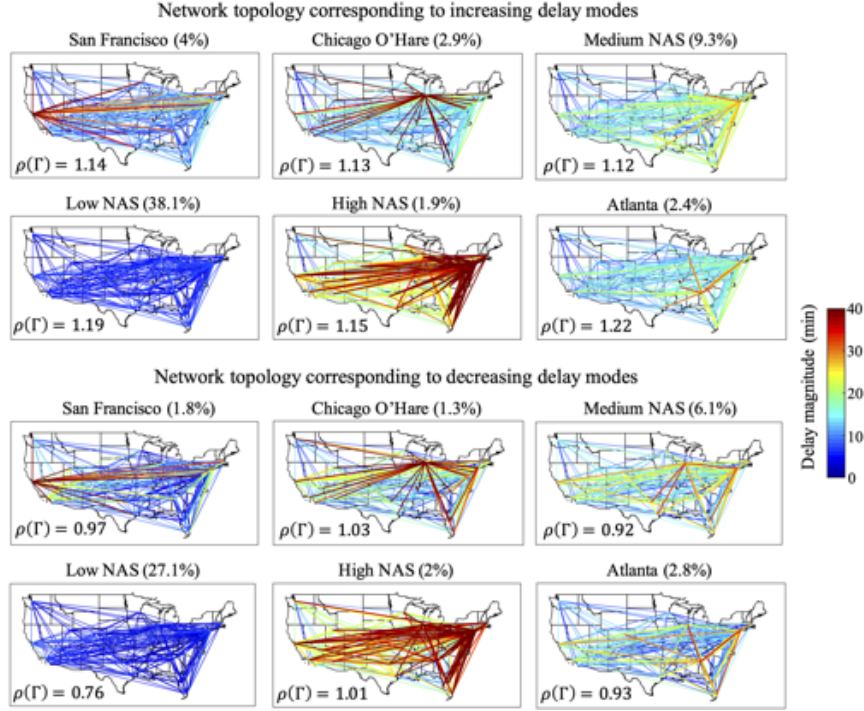 Network topology corresponding to increasing delay modes
San Francisco (4%)
Chicago O'Hare (2.9%)
Medium NAS (9.3%)
ρ(Γ) = 1.14
ρ(Γ) = 1.13
ρ(Γ) = 1.12
Low NAS (38.1%)
High NAS (1.9%)
Atlanta (2.4%)
ρ(Γ) = 1.19
ρ(Γ) = 1.15
ρ(Γ) = 1.22
Network topology corresponding to decreasing delay modes
San Francisco (1.8%)
Chicago O'Hare (1.3%)
Medium NAS (6.1%)
ρ(Γ) = 0.97
ρ(Γ) = 1.03
ρ(Γ) = 0.92
Low NAS (27.1%)
High NAS (2%)
Atlanta (2.8%)
ρ(Γ) = 0.76
ρ(Γ) = 1.01
ρ(Γ) = 0.93
Delay magnitude (min)
40
30
20
10
0